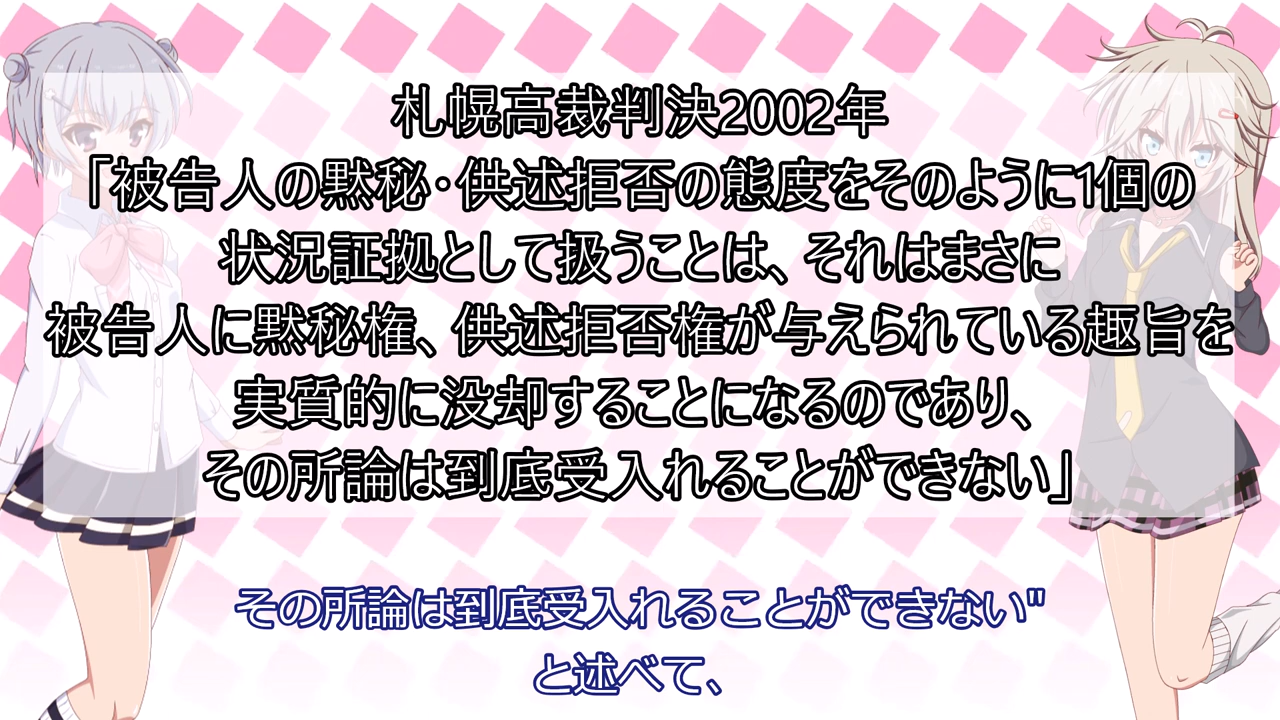 札幌高裁判決2002年
「被告人の黙秘・供述拒否の態度をそのように1個の
状況証拠として扱うことは、それはまさに
被告人に黙秘権、供述拒否権が与えられている趣旨を
実質的に没却することになるのであり、
その所論は到底受入れることができない」
その所論は到底受入れることができない"
と述べて、